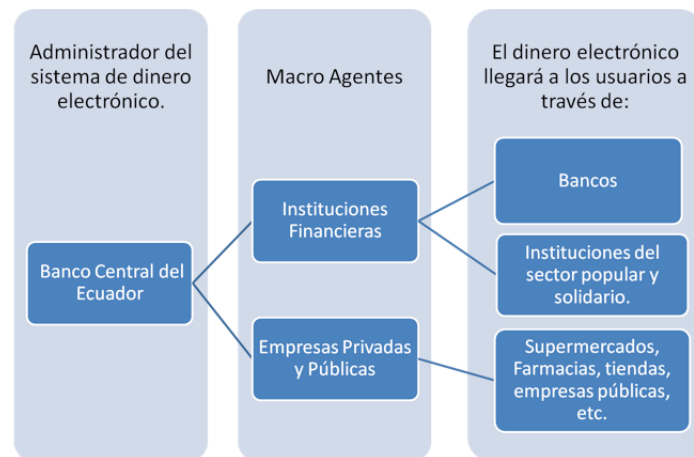 Administrador del
sistema de dinero
electrónico.
Banco Central del
Ecuador
Macro Agentes
Instituciones
Financieras
Empresas Privadas
y Públicas
El dinero electrónico
llegará a los usuarios a
través de:
Bancos
Instituciones del
sector popular y
solidario.
Supermercados,
Farmacias, tiendas,
empresas públicas,
etc.